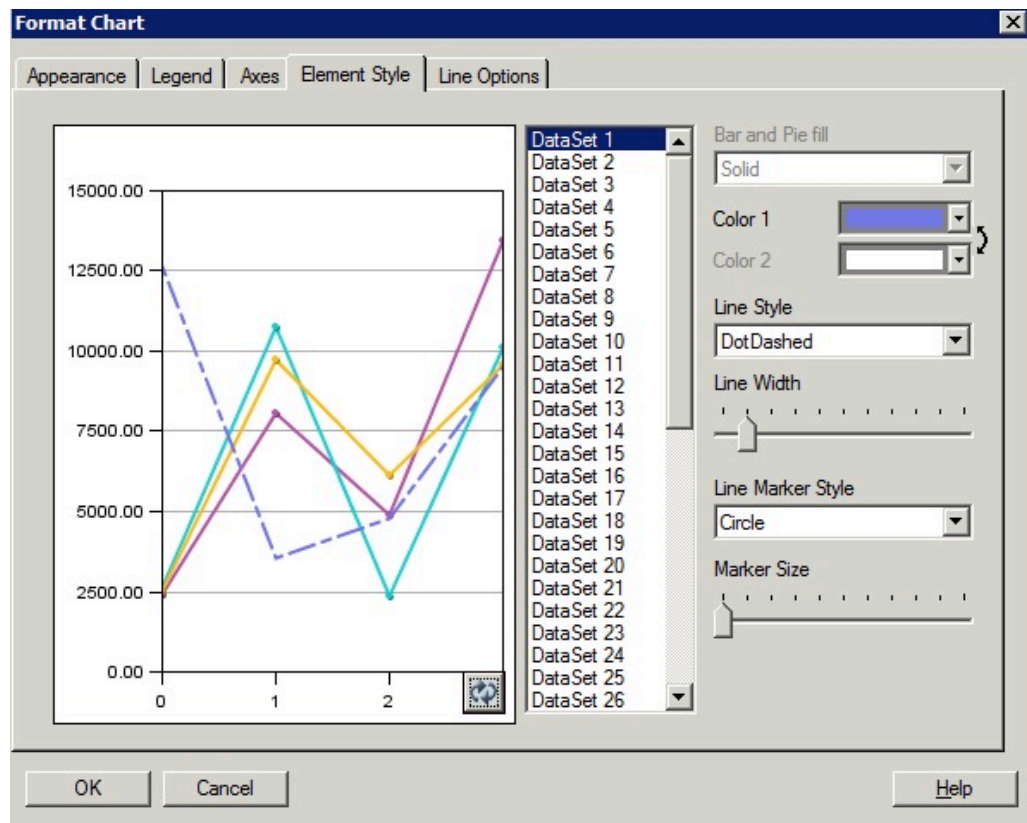 Format Chart
Appearance
Legend
Axes
Element Style
Line Options
15000.00
12500.00
10000.00
7500.00
5000.00
2500.00
0.00
0
1
2
DataSet 1
DataSet 2
DataSet 3
DataSet 4
DataSet 5
DataSet 6
DataSet 7
DataSet 8
DataSet 9
DataSet 10
DataSet 11
DataSet 12
DataSet 13
DataSet 14
DataSet 15
DataSet 16
DataSet 17
DataSet 18
DataSet 19
DataSet 20
DataSet 21
DataSet 22
DataSet 23
DataSet 24
DataSet 25
DataSet 26
Bar and Pie fill
Solid
Color 1
Color 2
Line Style
DotDashed
Line Width
Line Marker Style
Circle
Marker Size
OK
Cancel
Help